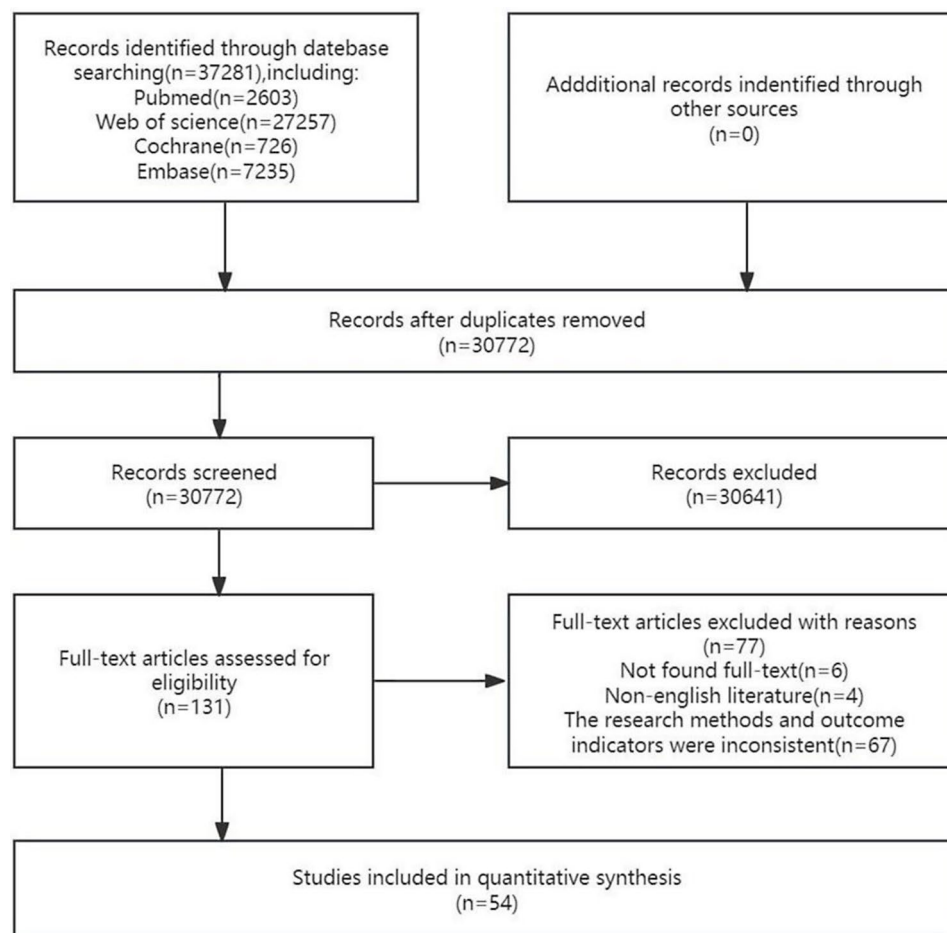 Records identified through datebase
searching(n=37281),including:
Pubmed(n=2603)
Web of science(n=27257)
Cochrane(n=726)
Embase(n=7235)
Addditional records indentified through
other sources
(n=0)
Records after duplicates removed
(n=30772)
Records screened
(n=30772)
Records excluded
(n=30641)
Full-text articles assessed for
eligibility
(n=131)
Full-text articles excluded with reasons
(n=77)
Not found full-text(n=6)
Non-english literature(n=4)
The research methods and outcome
indicators were inconsistent(n=67)
Studies included in quantitative synthesis
(n=54)